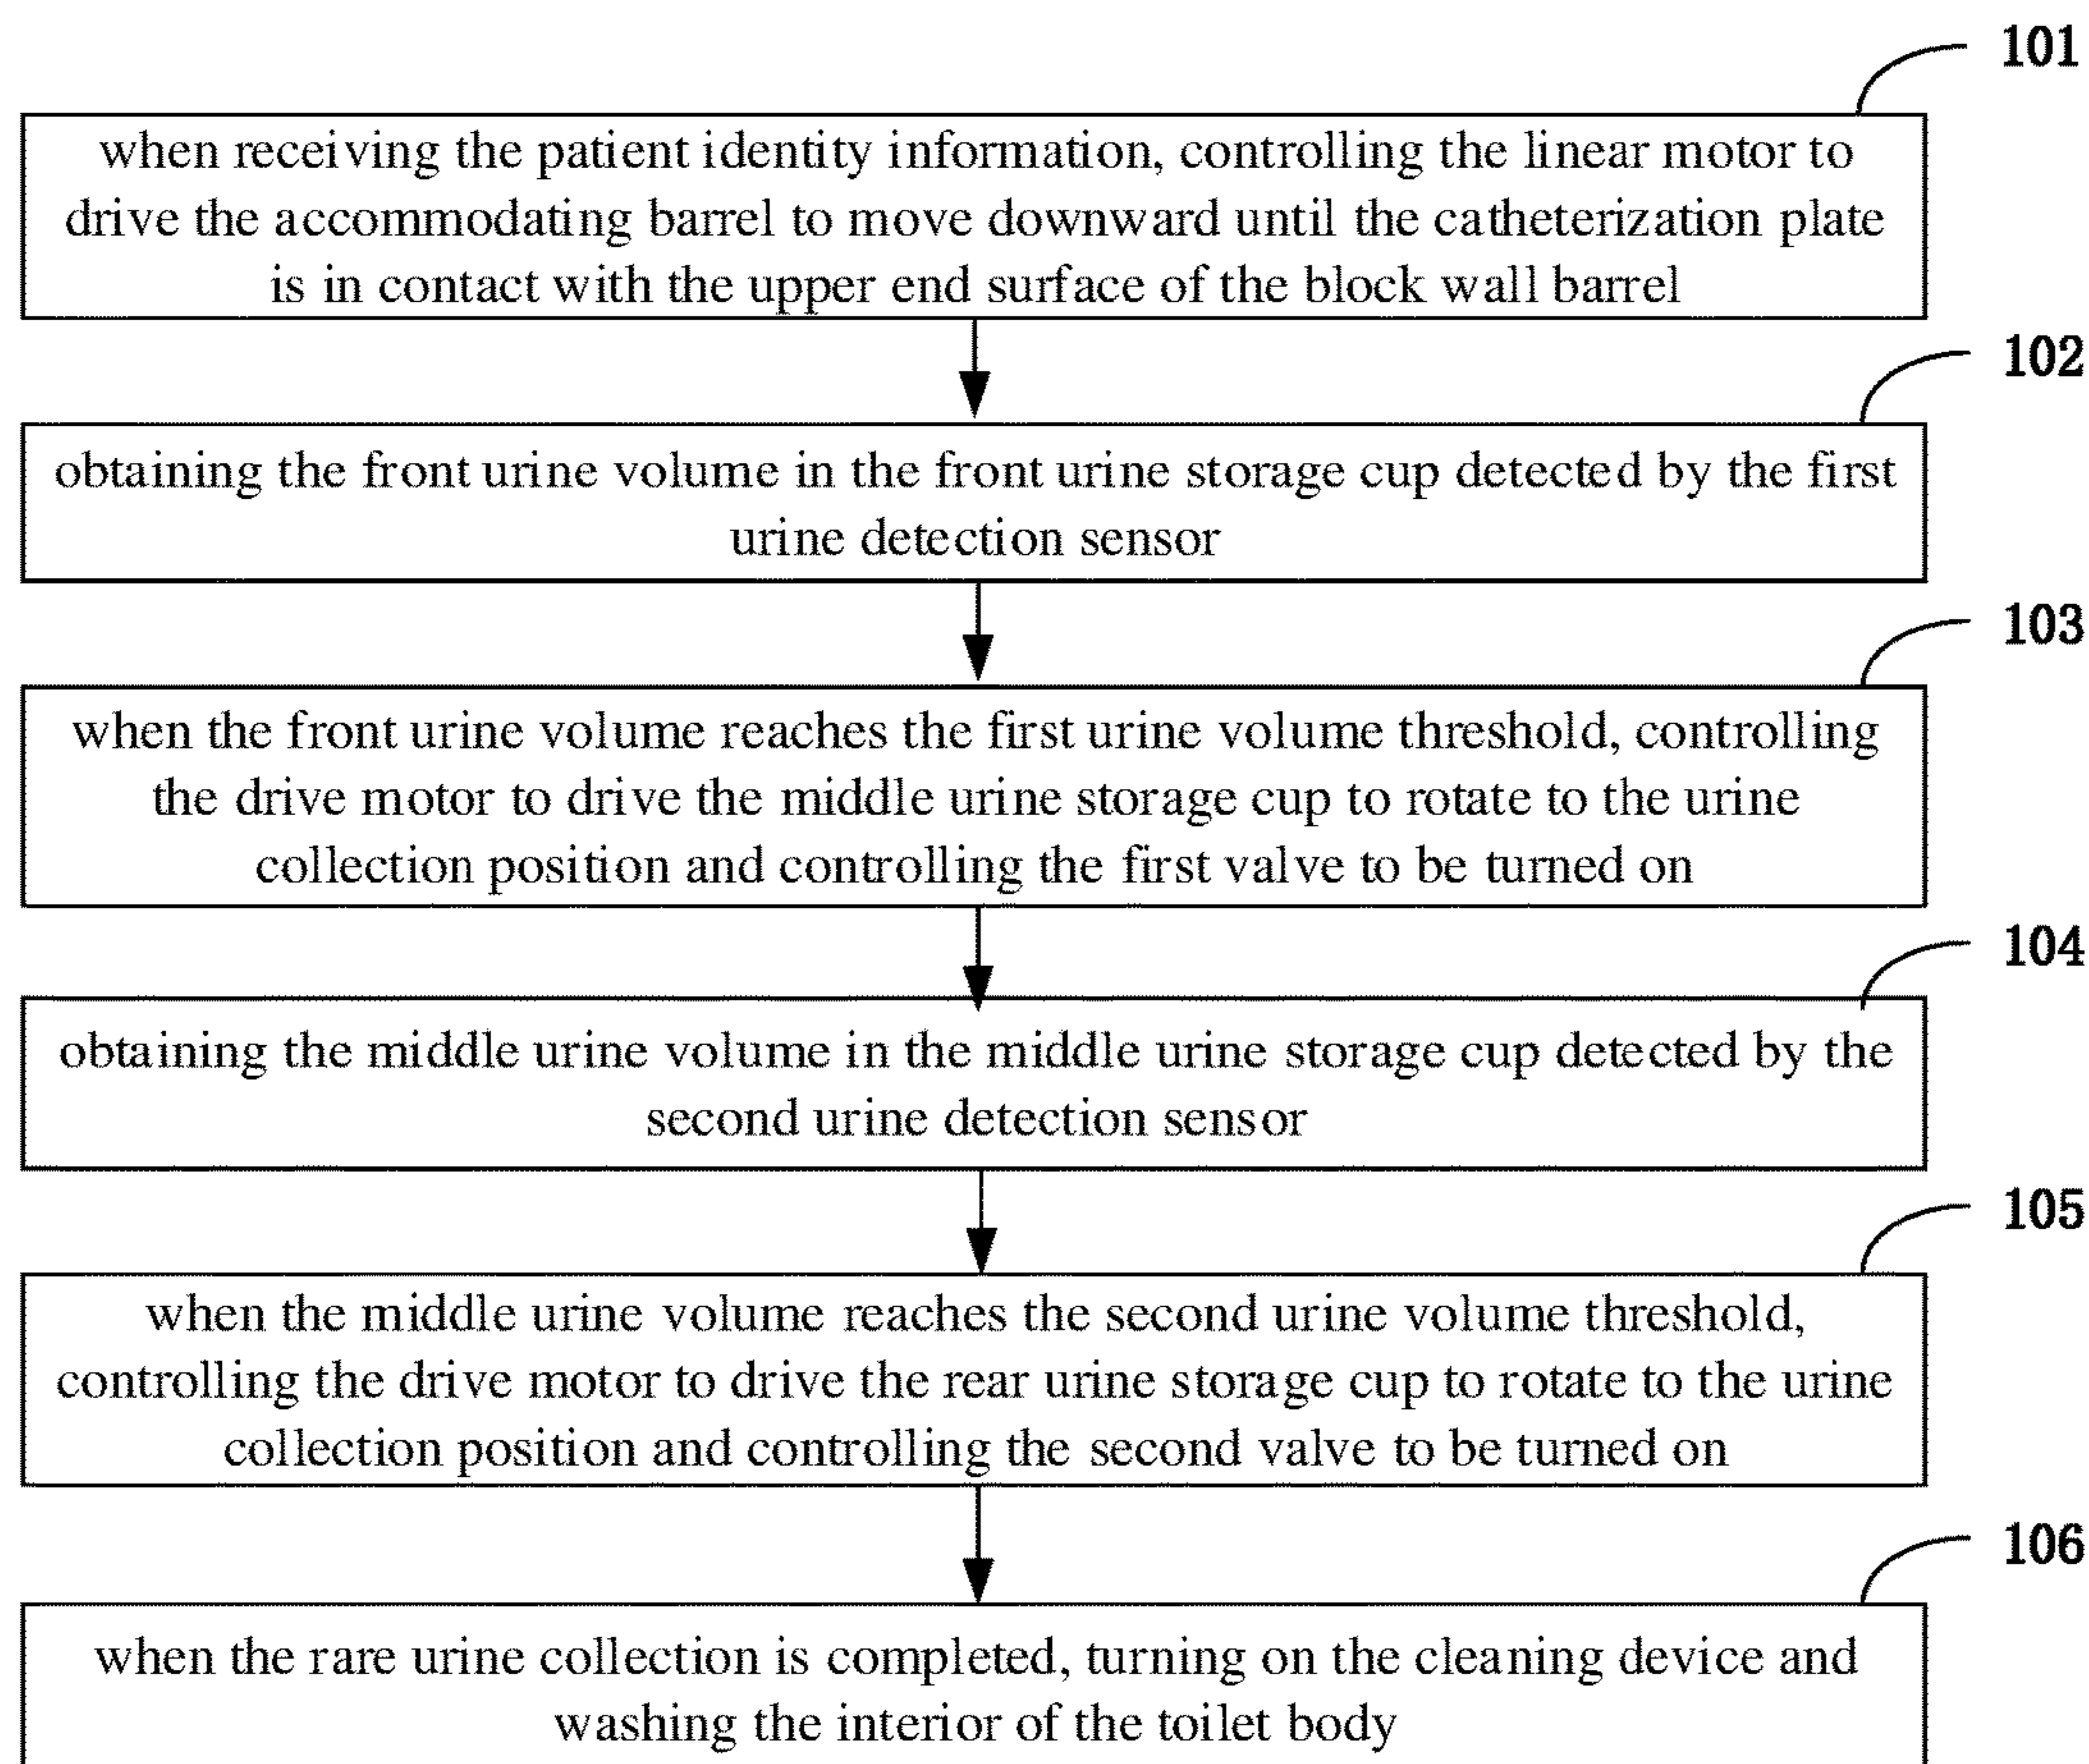 101
when receiving the patient identity information, controlling the linear motor to
drive the accommodating barrel to move downward until the catheterization plate
is in contact with the upper end surface of the block wall barrel
102
obtaining the front urine volume in the front urine storage cup detected by the first
urine detection sensor
103
when the front urine volume reaches the first urine volume threshold, controlling
the drive motor to drive the middle urine storage cup to rotate to the urine
collection position and controlling the first valve to be turned on
104
obtaining the middle urine volume in the middle urine storage cup detected by the
second urine detection sensor
105
when the middle urine volume reaches the second urine volume threshold,
controlling the drive motor to drive the rear urine storage cup to rotate to the urine
collection position and controlling the second valve to be turned on
106
when the rare urine collection is completed, turning on the cleaning device and
washing the interior of the toilet body